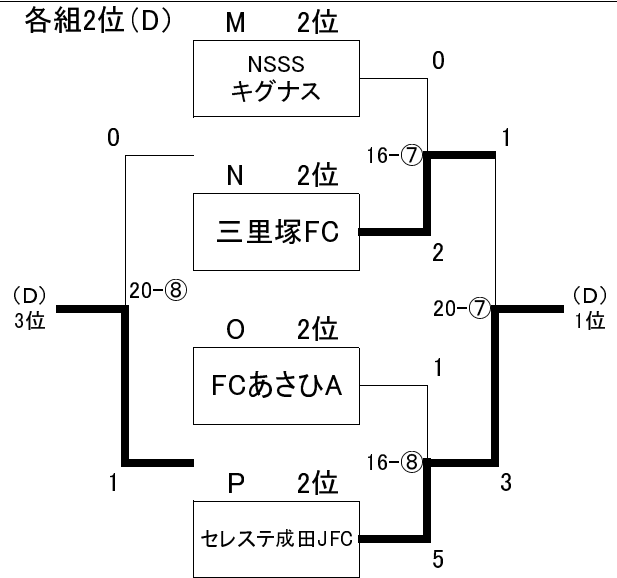 各組2位(D)
M 2位
NSSS
キグナス
0
0
1
16-⑦
N 2位
三里塚FC
2
20-⑧
(D)
3位
20-⑦
(D)
1位
O 2位
FCあさひA
1
16-⑧
1
3
P 2位
セレステ成田JFC
5